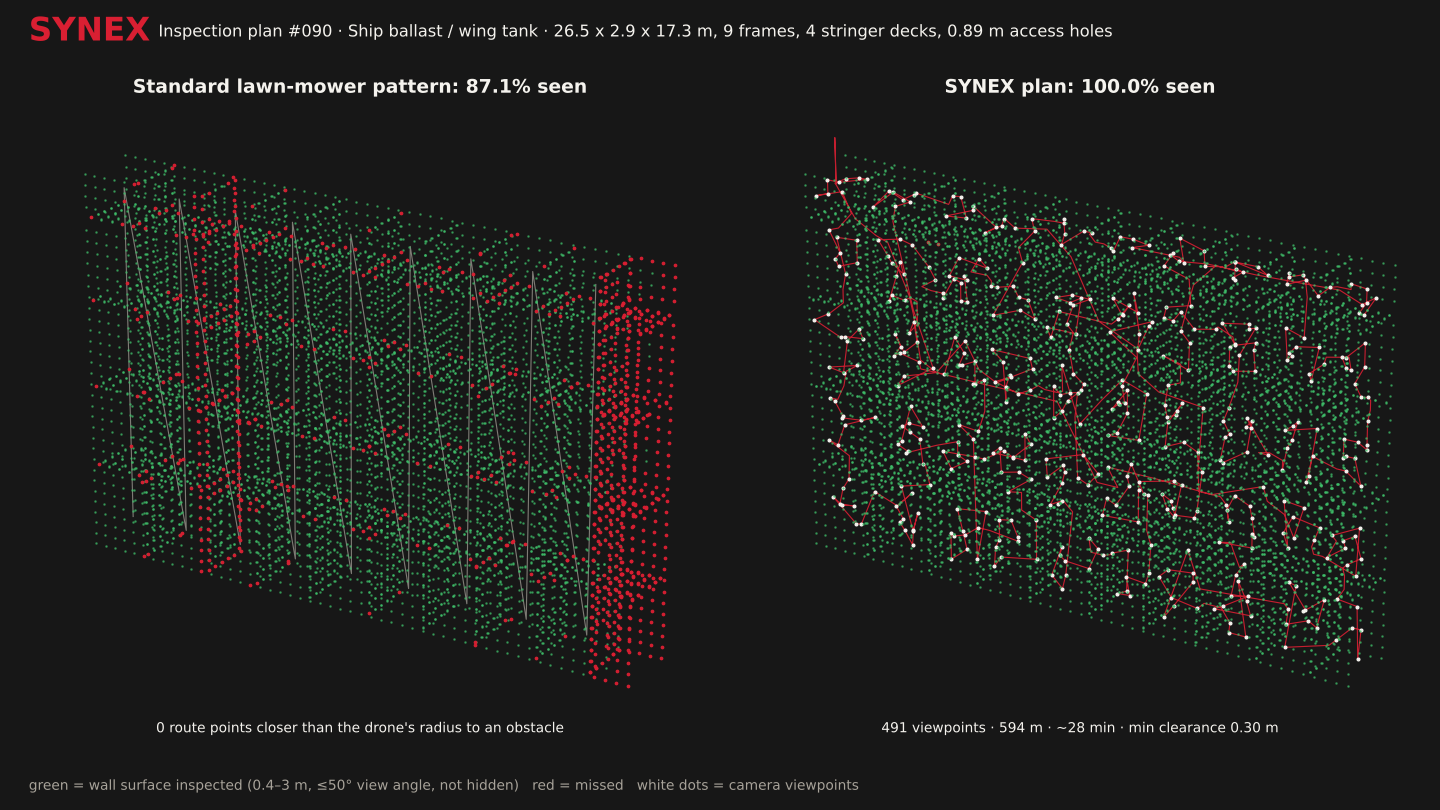 SYNEX Inspection plan #090 · Ship ballast / wing tank · 26.5 x 2.9 x 17.3 m, 9 frames, 4 stringer decks, 0.89 m access holes
Standard lawn-mower pattern: 87.1% seen
SYNEX plan: 100.0% seen
0 route points closer than the drone's radius to an obstacle
491 viewpoints · 594 m · ~28 min · min clearance 0.30 m
green = wall surface inspected (0.4–3 m, ≤50° view angle, not hidden)   red = missed   white dots = camera viewpoints